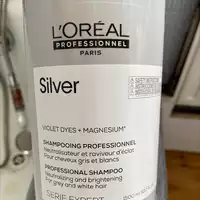 L'ORÉAL
PROFESSIONNEL
PARIS
Silver
VIOLET DYES + MAGNESIUM*
SHAMPOOING PROFESSIONNEL
Neutralisateur et raviveur d'éclat
Pour cheveux gris et blancs
PROFESSIONAL SHAMPOO
Neutralizing and brightening
For grey and white hair
SERIE EXPERT